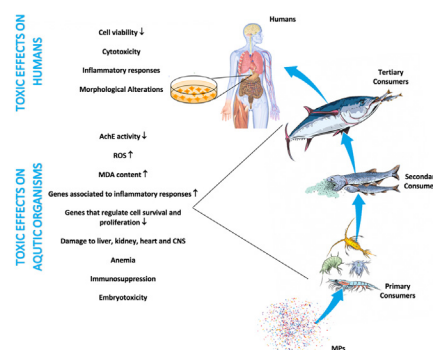 TOXIC EFFECTS ON
HUMANS
Cell viability ↓
Cytotoxicity
Inflammatory responses
Morphological Alterations
Humans
Tertiary
Consumers
TOXIC EFFECTS ON
AQUTIC ORGANISMS
AchE activity ↓
ROS ↑
MDA content ↑
Genes associated to inflammatory responses ↑
Genes that regulate cell survival and
proliferation ↓
Damage to liver, kidney, heart and CNS
Anemia
Immunosuppression
Embryotoxicity
Secondar
Consume
Primary
Consumers
MPs